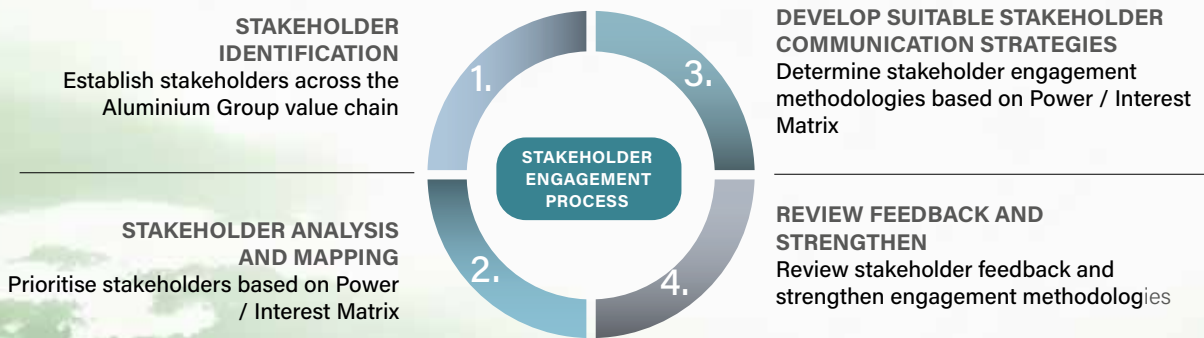 STAKEHOLDER
IDENTIFICATION
Establish stakeholders across the
Aluminium Group value chain
1.
STAKEHOLDER ANALYSIS
AND MAPPING
Prioritise stakeholders based on Power
/ Interest Matrix
2.
STAKEHOLDER
ENGAGEMENT
PROCESS
DEVELOP SUITABLE STAKEHOLDER
COMMUNICATION STRATEGIES
Determine stakeholder engagement
methodologies based on Power / Interest
Matrix
3.
REVIEW FEEDBACK AND
STRENGTHEN
Review stakeholder feedback and
strengthen engagement methodologies
4.